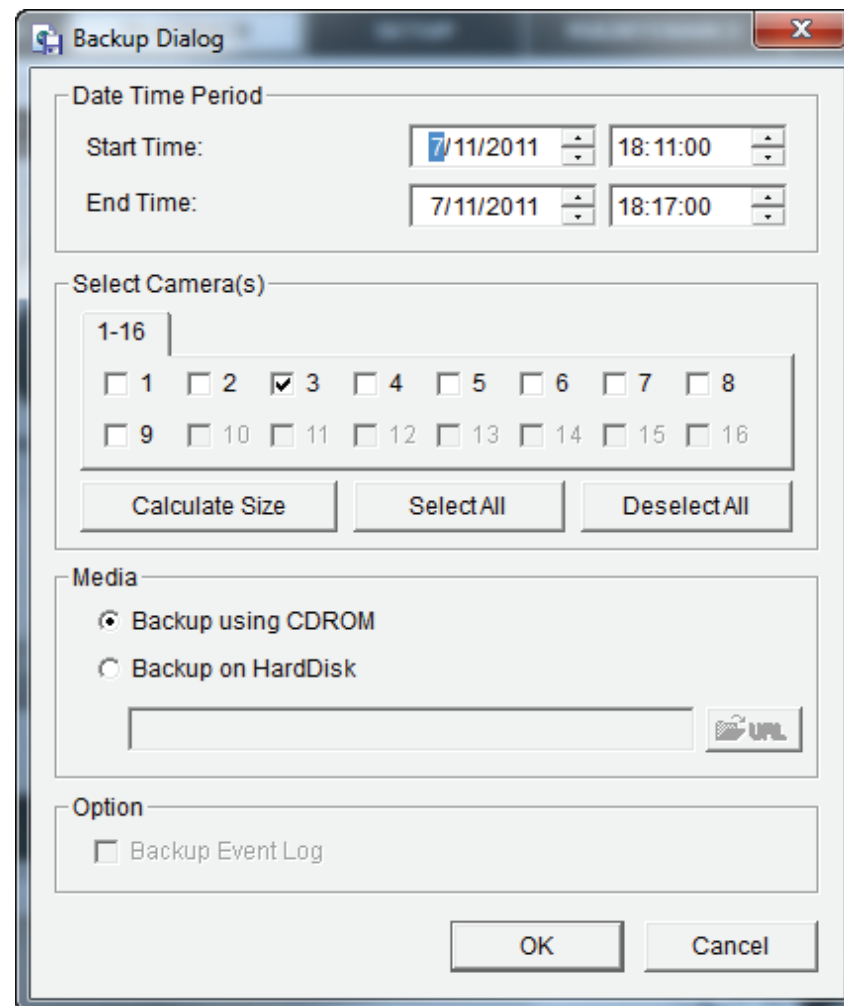 Backup Dialog
Date Time Period
Start Time: 7/11/2011 18:11:00
End Time: 7/11/2011 18:17:00
Select Camera(s)
1-16
1 2 3 4 5 6 7 8
9 10 11 12 13 14 15 16
Calculate Size Select All Deselect All
Media
Backup using CDROM
Backup on HardDisk
URL
Option
Backup Event Log
OK Cancel